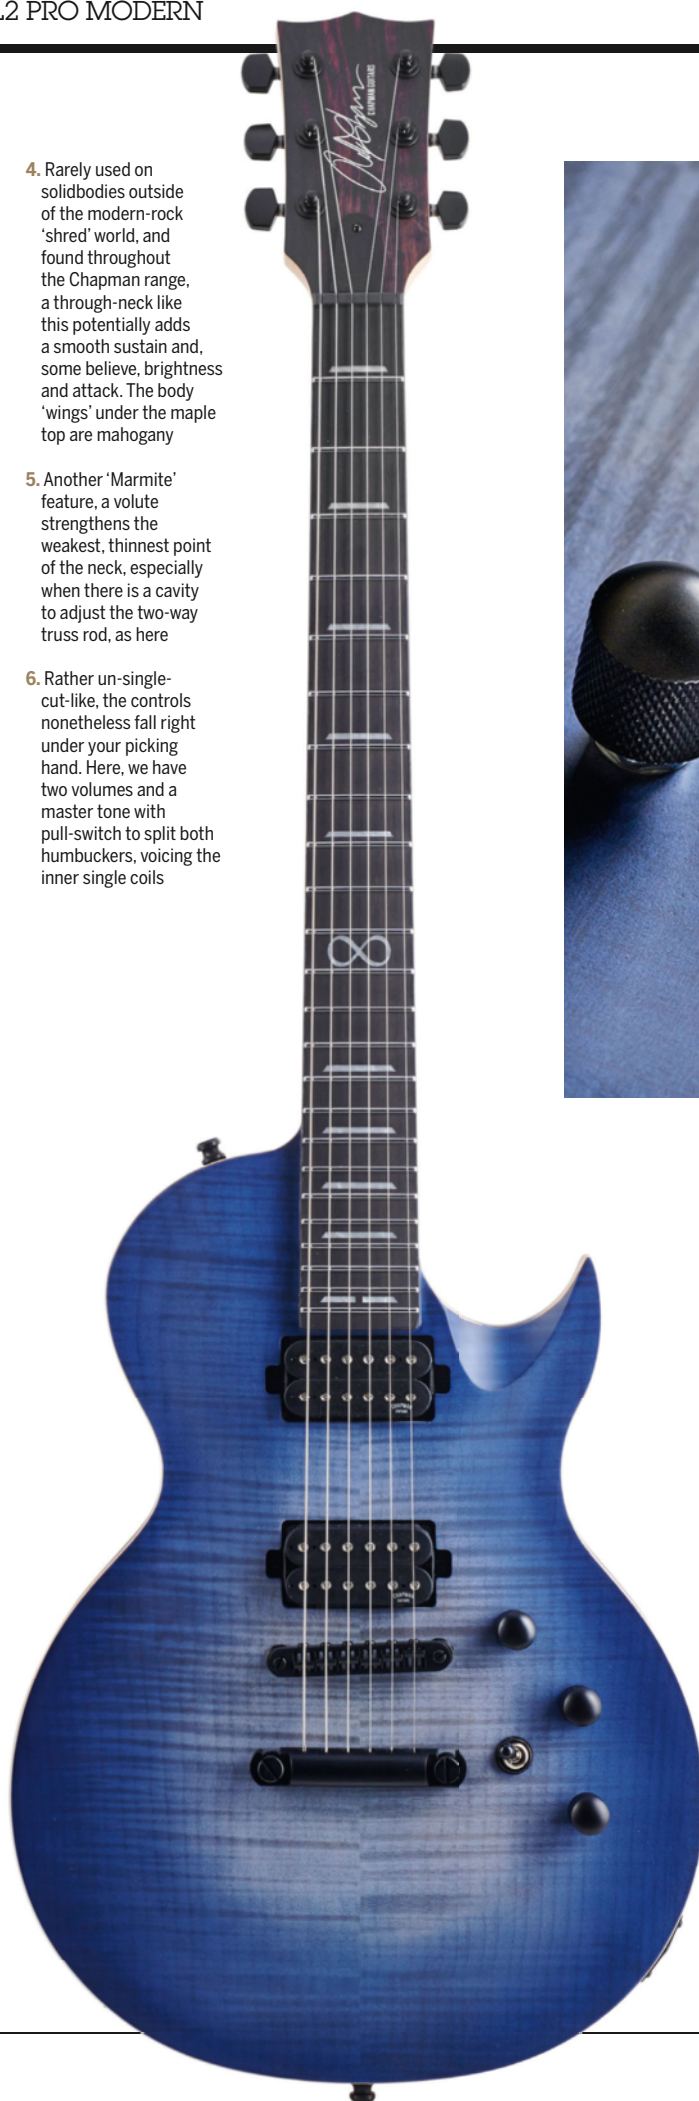 L2 PRO MODERN
CHAPMAN GUITARS
4. Rarely used on
solidbodies outside
of the modern-rock
‘shred’ world, and
found throughout
the Chapman range,
a through-neck like
this potentially adds
a smooth sustain and,
some believe, brightness
and attack. The body
‘wings’ under the maple
top are mahogany
5. Another ‘Marmite’
feature, a volute
strengthens the
weakest, thinnest point
of the neck, especially
when there is a cavity
to adjust the two-way
truss rod, as here
6. Rather un-single-
cut-like, the controls
nonetheless fall right
under your picking
hand. Here, we have
two volumes and a
master tone with
pull-switch to split both
humbuckers, voicing the
inner single coils
CHAPMAN
CHAPMAN